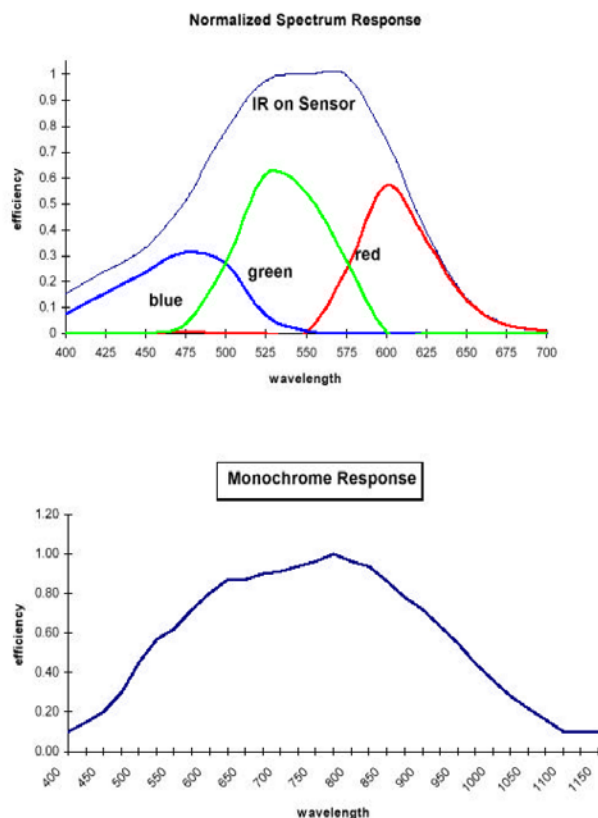 Normalized Spectrum Response
1
0.9
0.8
0.7
0.6
0.5
0.4
0.3
0.2
0.1
0
efficiency
IR on Sensor
blue
green
red
400 425 450 475 500 525 550 575 600 625 650 675 700
wavelength
Monochrome Response
1.20
1.00
0.80
0.60
0.40
0.20
0.00
efficiency
400 450 500 550 600 650 700 750 800 850 900 950 1000 1050 1100 1150
wavelength